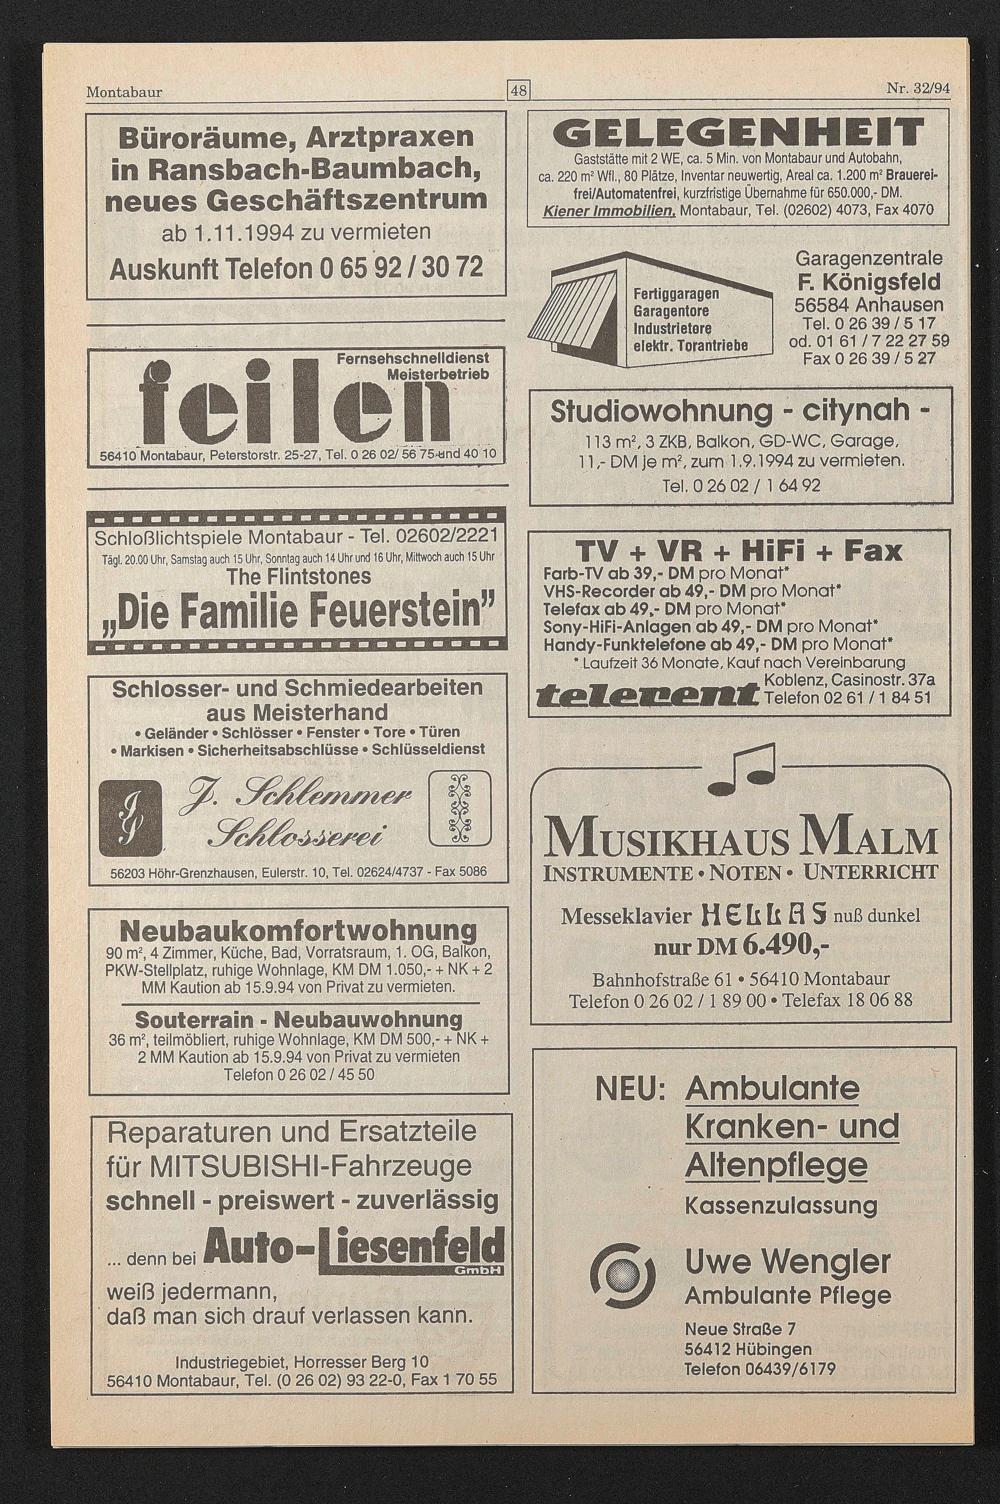 Montabaur
48
Nr. 32/94
Büroräume, Arztpraxen
in Ransbach-Baumbach,
neues Geschäftszentrum
ab 1.11.1994 zu vermieten
Auskunft Telefon 0 65 92 / 30 72
Fernsehschnelldienst
Meisterbetrieb
feilen
56410 Montabaur, Peterstorstr. 25-27, Tel. 0 26 02/ 56 75 und 40 10
Schloßlichtspiele Montabaur - Tel. 02602/2221
Tägl. 20.00 Uhr, Samstag auch 15 Uhr, Sonntag auch 14 Uhr und 16 Uhr, Mittwoch auch 15 Uhr
The Flintstones
„Die Familie Feuerstein”
Schlosser- und Schmiedearbeiten
aus Meisterhand
• Geländer • Schlösser • Fenster • Tore • Türen
• Markisen • Sicherheitsabschlüsse • Schlüsseldienst
J. Schlemmer
Schlosserei
56203 Höhr-Grenzhausen, Eulerstr. 10, Tel. 02624/4737 - Fax 5086
Neubaukomfortwohnung
90 m², 4 Zimmer, Küche, Bad, Vorratsraum, 1. OG, Balkon,
PKW-Stellplatz, ruhige Wohnlage, KM DM 1.050,- + NK + 2
MM Kaution ab 15.9.94 von Privat zu vermieten.
Souterrain - Neubauwohnung
36 m², teilmöbliert, ruhige Wohnlage, KM DM 500,- + NK +
2 MM Kaution ab 15.9.94 von Privat zu vermieten
Telefon 0 26 02 / 45 50
Reparaturen und Ersatzteile
für MITSUBISHI-Fahrzeuge
schnell - preiswert - zuverlässig
... denn bei Auto-Liesenfeld
GmbH
weiß jedermann,
daß man sich drauf verlassen kann.
Industriegebiet, Horresser Berg 10
56410 Montabaur, Tel. (0 26 02) 93 22-0, Fax 1 70 55
GELEGENHEIT
Gaststätte mit 2 WE, ca. 5 Min. von Montabaur und Autobahn,
ca. 220 m² Wfl., 80 Plätze, Inventar neuwertig, Areal ca. 1.200 m² Brauerei-
frei/Automatenfrei, kurzfristige Übernahme für 650.000,- DM.
Kiener Immobilien, Montabaur, Tel. (02602) 4073, Fax 4070
Fertiggaragen
Garagentore
Industrietore
elektr. Torantriebe
Garagenzentrale
F. Königsfeld
56584 Anhausen
Tel. 0 26 39 / 5 17
od. 01 61 / 7 22 27 59
Fax 0 26 39 / 5 27
Studiowohnung - citynah -
113 m², 3 ZKB, Balkon, GD-WC, Garage,
11,- DM je m², zum 1.9.1994 zu vermieten.
Tel. 0 26 02 / 1 64 92
TV + VR + HiFi + Fax
Farb-TV ab 39,- DM pro Monat*
VHS-Recorder ab 49,- DM pro Monat*
Telefax ab 49,- DM pro Monat*
Sony-HiFi-Anlagen ab 49,- DM pro Monat*
Handy-Funktelefone ab 49,- DM pro Monat*
* Laufzeit 36 Monate, Kauf nach Vereinbarung
telerent
Koblenz, Casinostr. 37a
Telefon 02 61 / 1 84 51
MUSIKHAUS MALM
INSTRUMENTE • NOTEN • UNTERRICHT
Messeklavier HELLAS nuß dunkel
nur DM 6.490,-
Bahnhofstraße 61 • 56410 Montabaur
Telefon 0 26 02 / 1 89 00 • Telefax 18 06 88
NEU: Ambulante
Kranken- und
Altenpflege
Kassenzulassung
Uwe Wengler
Ambulante Pflege
Neue Straße 7
56412 Hübingen
Telefon 06439/6179